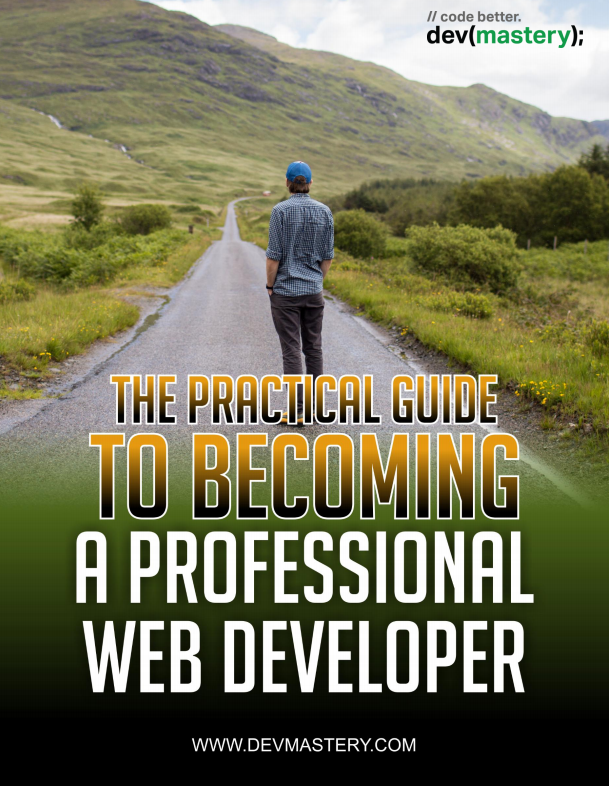 // code better.
dev(mastery);
THE PRACTICAL GUIDE
TO BECOMING
A PROFESSIONAL
WEB DEVELOPER
WWW.DEVMASTERY.COM